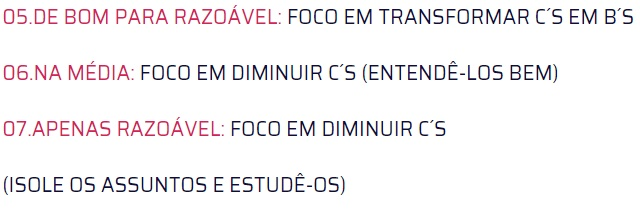 05.DE BOM PARA RAZOÁVEL: FOCO EM TRANSFORMAR C´S EM B´S
06.NA MÉDIA: FOCO EM DIMINUIR C´S (ENTENDÊ-LOS BEM)
07.APENAS RAZOÁVEL: FOCO EM DIMINUIR C´S
(ISOLE OS ASSUNTOS E ESTUDÊ-OS)